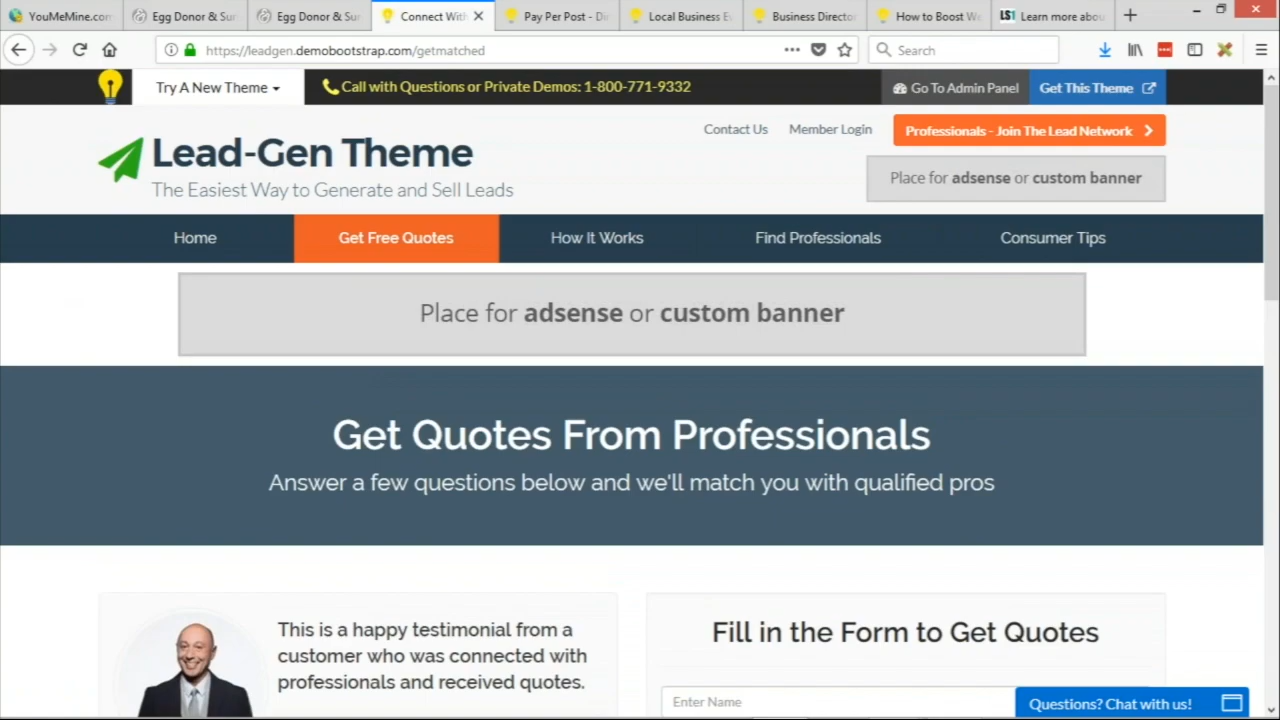 YouMeMine.com
Egg Donor & Sur
Egg Donor & Sur
Connect With
Pay Per Post - Di
Local Business E
Business Director
How to Boost W
LS1 Learn more abou
https://leadgen.demobootstrap.com/getmatched
Search
Try A New Theme
Call with Questions or Private Demos: 1-800-771-9332
Go To Admin Panel
Get This Theme
Contact Us
Member Login
Professionals - Join The Lead Network
Lead-Gen Theme
The Easiest Way to Generate and Sell Leads
Place for adsense or custom banner
Home
Get Free Quotes
How It Works
Find Professionals
Consumer Tips
Place for adsense or custom banner
Get Quotes From Professionals
Answer a few questions below and we'll match you with qualified pros
This is a happy testimonial from a
customer who was connected with
professionals and received quotes.
Fill in the Form to Get Quotes
Enter Name
Questions? Chat with us!